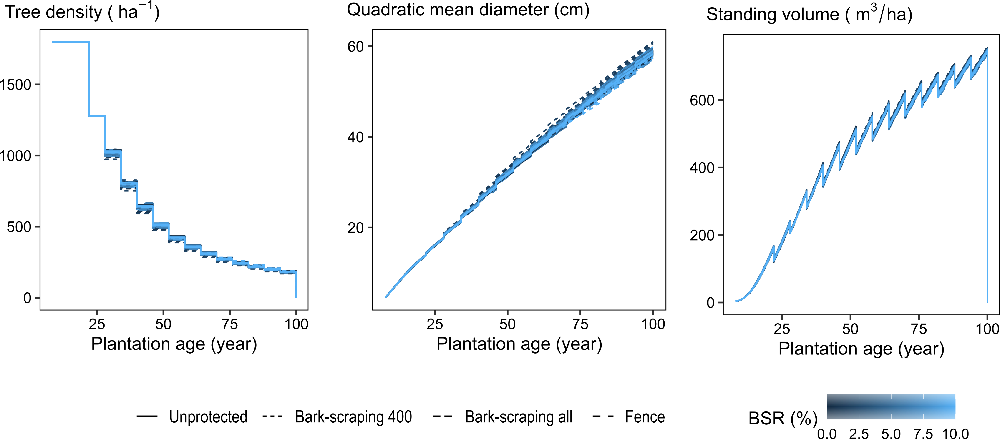 Tree density ( ha⁻¹)
Quadratic mean diameter (cm)
Standing volume ( m³/ha)
1500
1000
500
0
25 50 75 100
Plantation age (year)
60
40
20
25 50 75 100
Plantation age (year)
600
400
200
0
25 50 75 100
Plantation age (year)
Unprotected Bark-scraping 400 Bark-scraping all Fence
BSR (%)
0.0 2.5 5.0 7.5 10.0